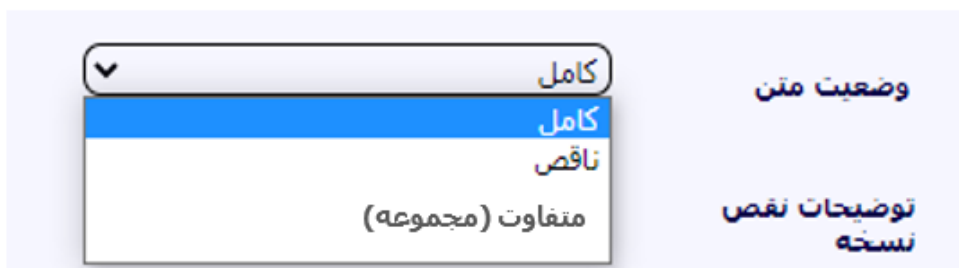 وضعیت متن
کامل
کامل
ناقص
متفاوت (مجموعه)
توضیحات نقص
نسخه